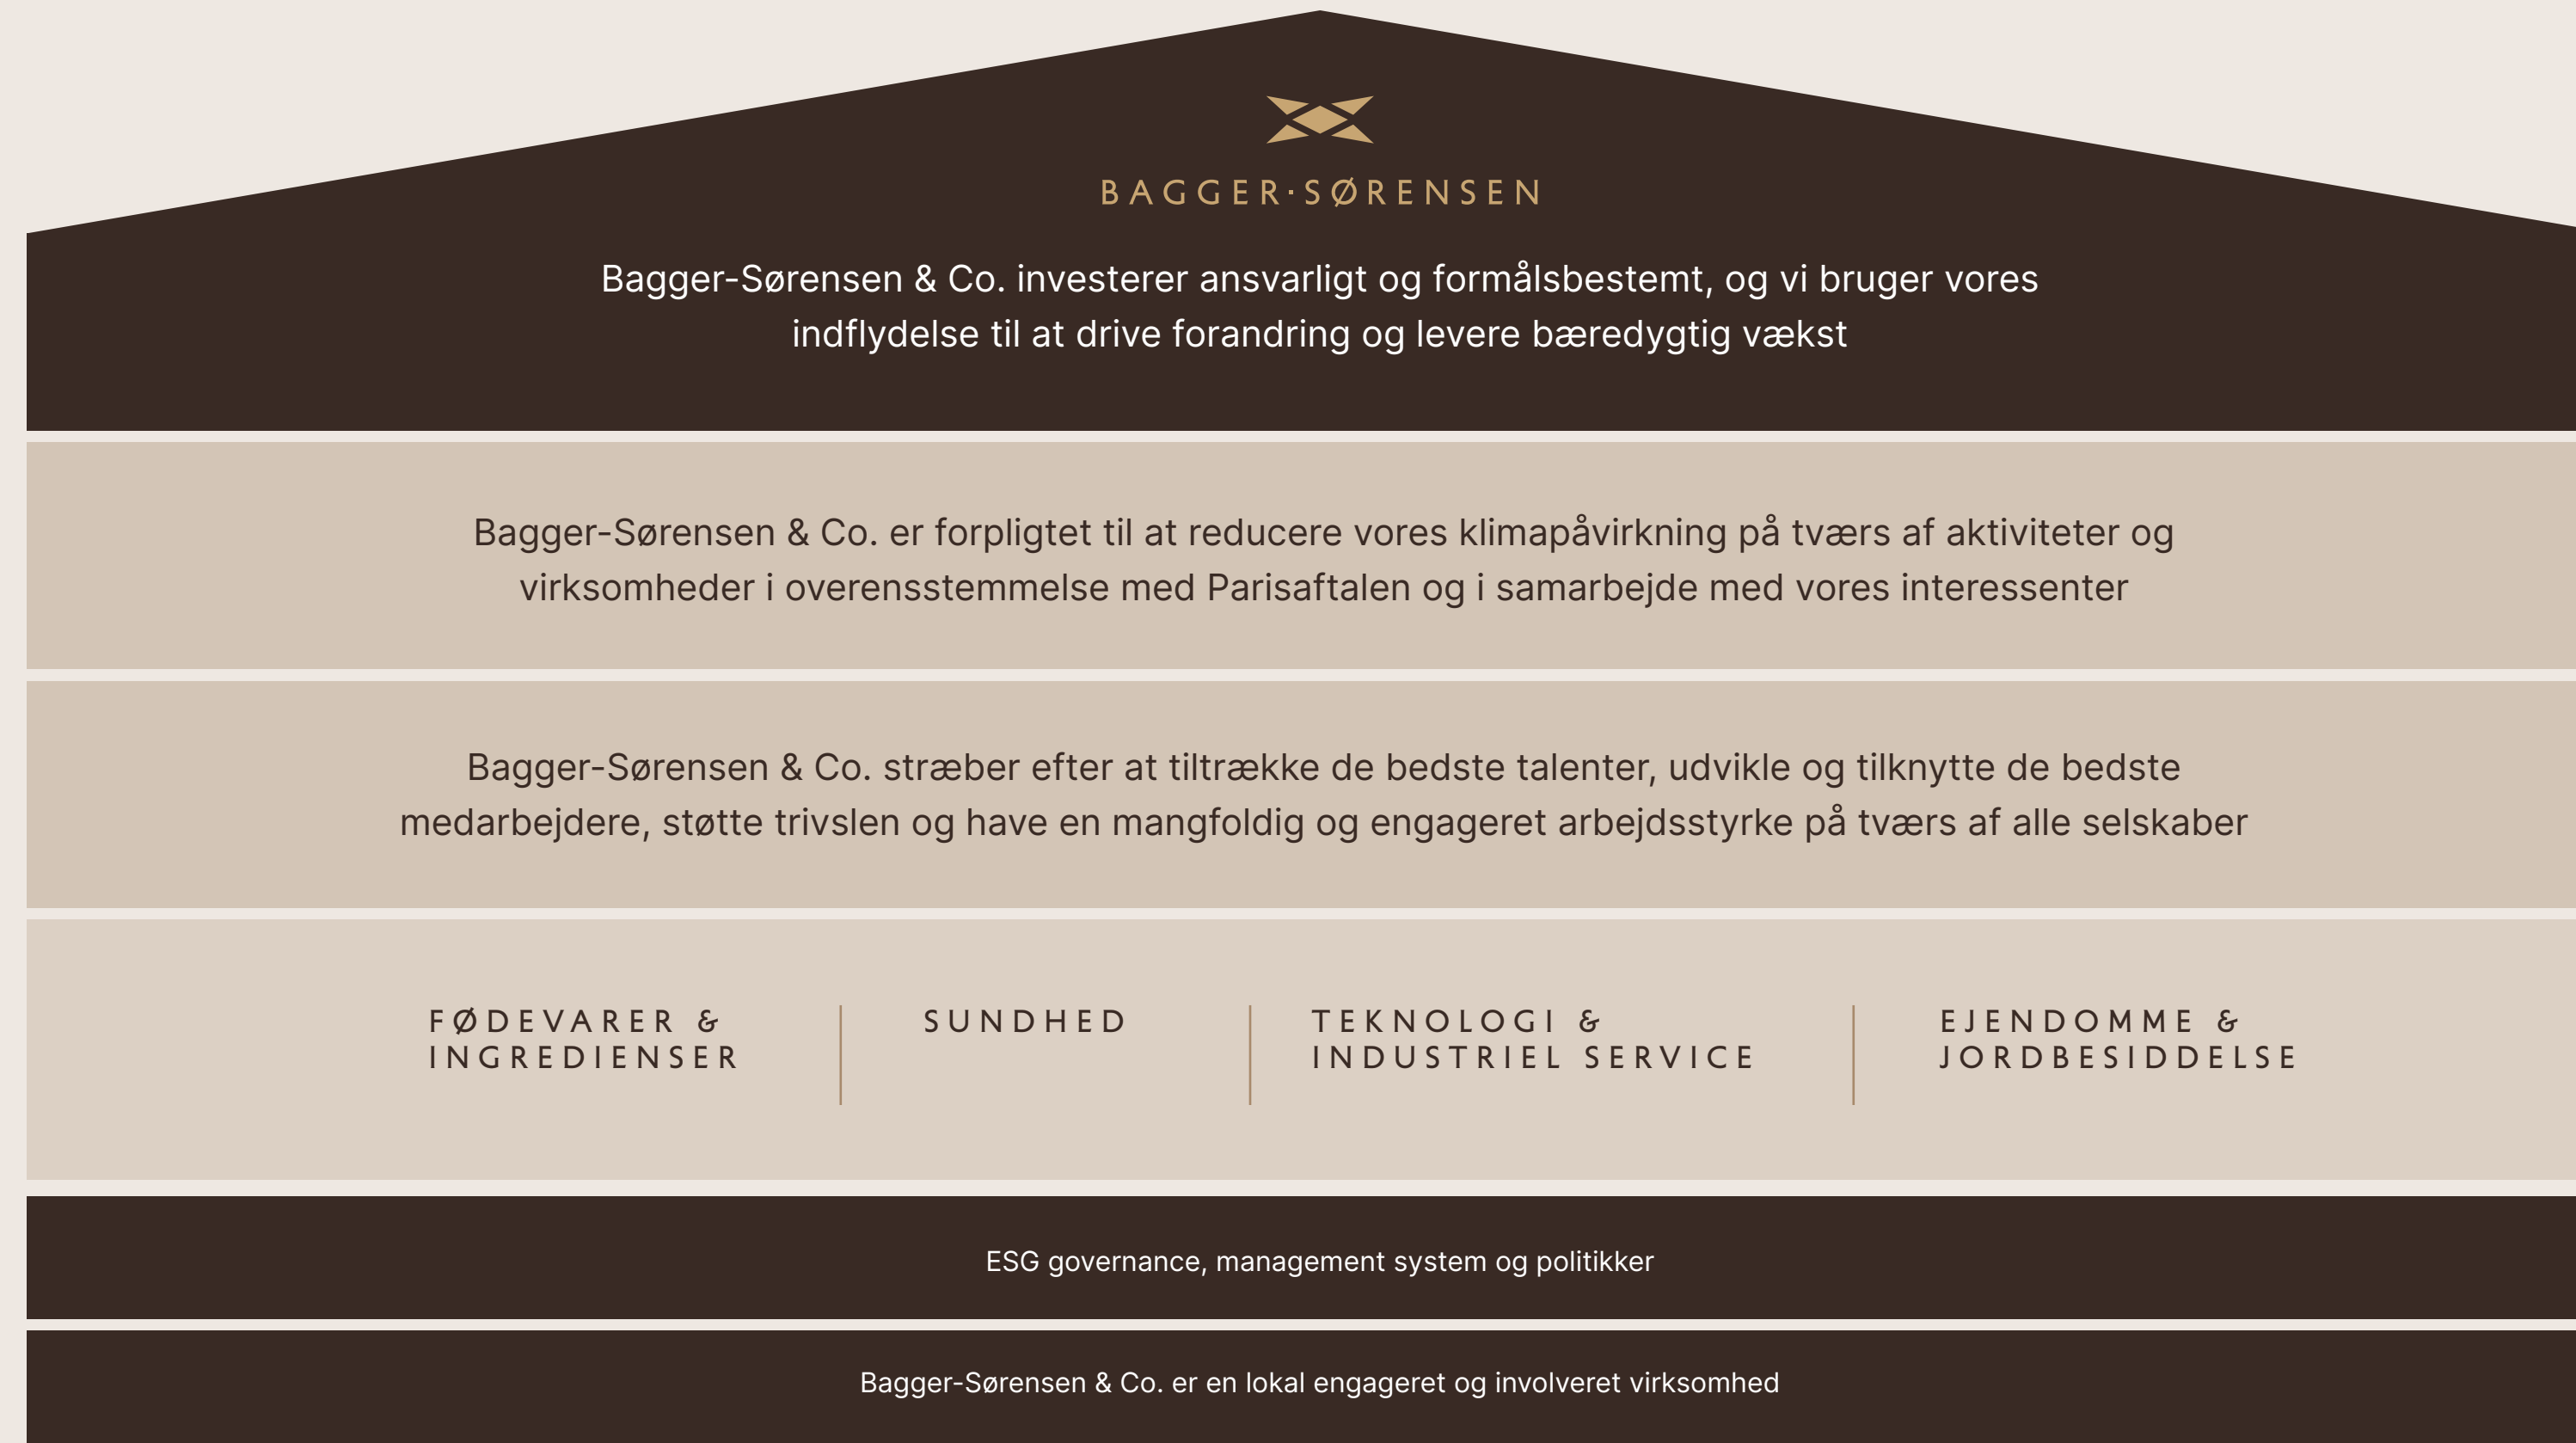 BAGGER·SØRENSEN
Bagger-Sørensen & Co. investerer ansvarligt og formålsbestemt, og vi bruger vores
indflydelse til at drive forandring og levere bæredygtig vækst
Bagger-Sørensen & Co. er forpligtet til at reducere vores klimapåvirkning på tværs af aktiviteter og
virksomheder i overensstemmelse med Parisaftalen og i samarbejde med vores interessenter
Bagger-Sørensen & Co. stræber efter at tiltrække de bedste talenter, udvikle og tilknytte de bedste
medarbejdere, støtte trivslen og have en mangfoldig og engageret arbejdsstyrke på tværs af alle selskaber
FØDEVARER &
INGREDIENSER
SUNDHED
TEKNOLOGI &
INDUSTRIEL SERVICE
EJENDOMME &
JORDBESIDDELSE
ESG governance, management system og politikker
Bagger-Sørensen & Co. er en lokal engageret og involveret virksomhed